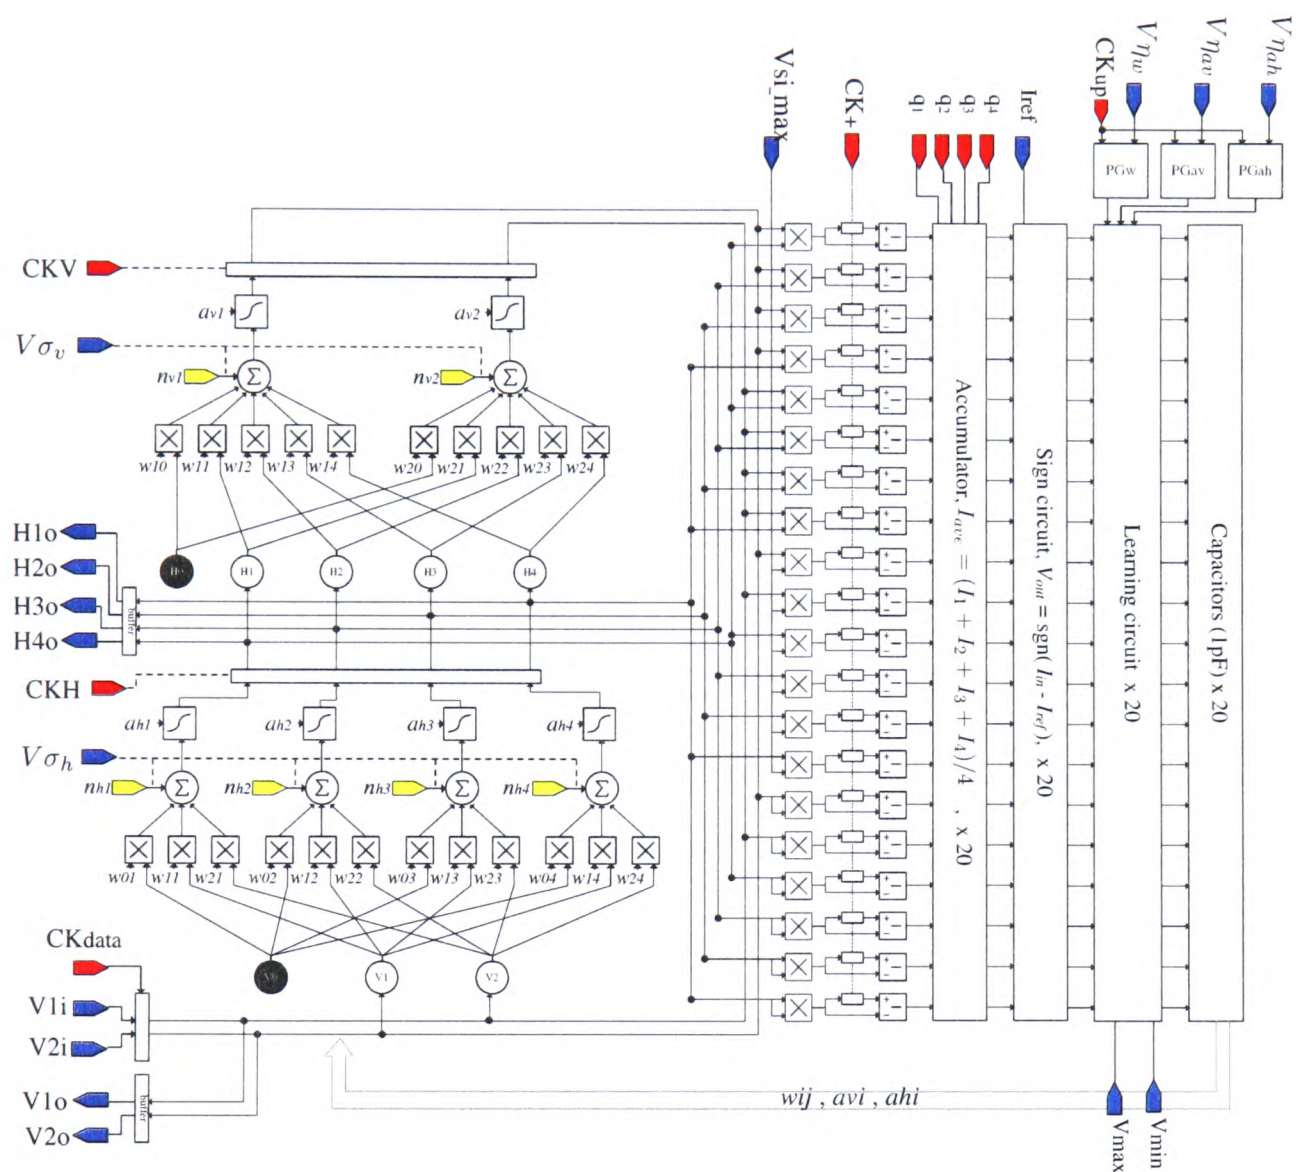 Vsi_max
CK+
q1
q2
q3
q4
Iref
CKup
Vηw
Vηav
Vηah
PGw
PGav
PGah
CKV
av1
av2
Vσv
nv1
Σ
nv2
Σ
w10 w11 w12 w13 w14
w20 w21 w22 w23 w24
H1o
H2o
H3o
H4o
buffer
H1
H2
H3
H4
CKH
ah1
ah2
ah3
ah4
Vσh
nh1
Σ
nh2
Σ
nh3
Σ
nh4
Σ
w01 w11 w21
w02 w12 w22
w03 w13 w23
w04 w14 w24
V1
V2
CKdata
V1i
V2i
V1o
V2o
buffer
Accumulator, Iave = (I1 + I2 + I3 + I4)/4 , x 20
Sign circuit, Vout = sgn( Iin - Iref ), x 20
Learning circuit x 20
Capacitors (1pF) x 20
wij , avi , ahi
Vmax
Vmin